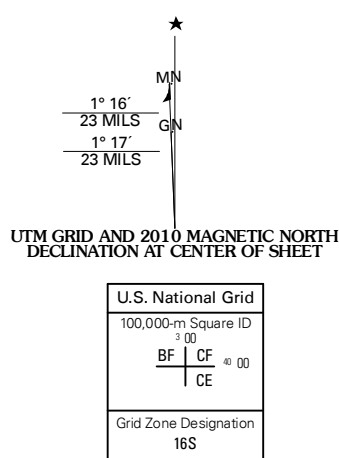 ★
MN
1° 16´
23 MILS
GN
1° 17´
23 MILS
UTM GRID AND 2010 MAGNETIC NORTH
DECLINATION AT CENTER OF SHEET
U.S. National Grid
100,000-m Square ID
3 00
BF CF 40 00
CE
Grid Zone Designation
16S